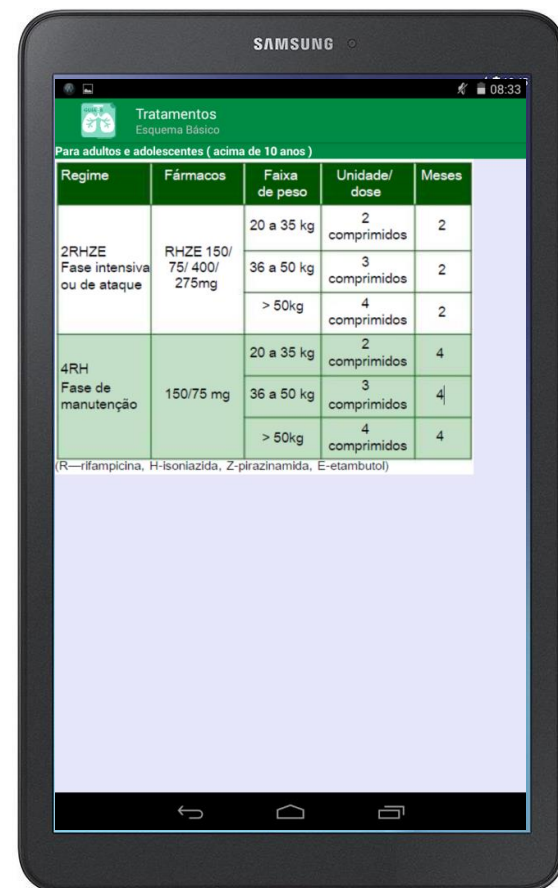 SAMSUNG
08:33
Tratamentos
Esquema Básico
Para adultos e adolescentes ( acima de 10 anos )
Regime Fármacos Faixa de peso Unidade/ dose Meses
2RHZE Fase intensiva ou de ataque RHZE 150/ 75/ 400/ 275mg 20 a 35 kg 2 comprimidos 2
36 a 50 kg 3 comprimidos 2
> 50kg 4 comprimidos 2
4RH Fase de manutenção 150/75 mg 20 a 35 kg 2 comprimidos 4
36 a 50 kg 3 comprimidos 4
> 50kg 4 comprimidos 4
(R—rifampicina, H-isoniazida, Z-pirazinamida, E-etambutol)